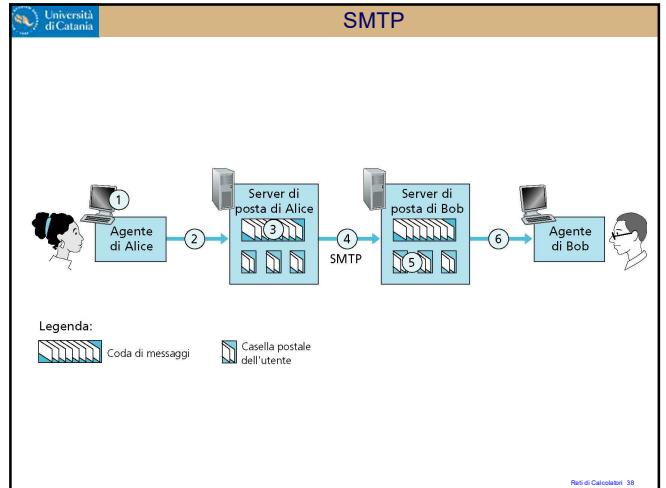 Università
di Catania
SMTP
1
Agente
di Alice
2
Server di
posta di Alice
3
4
SMTP
Server di
posta di Bob
5
6
Agente
di Bob
Legenda:
Coda di messaggi
Casella postale
dell'utente
Reti di Calcolatori 38